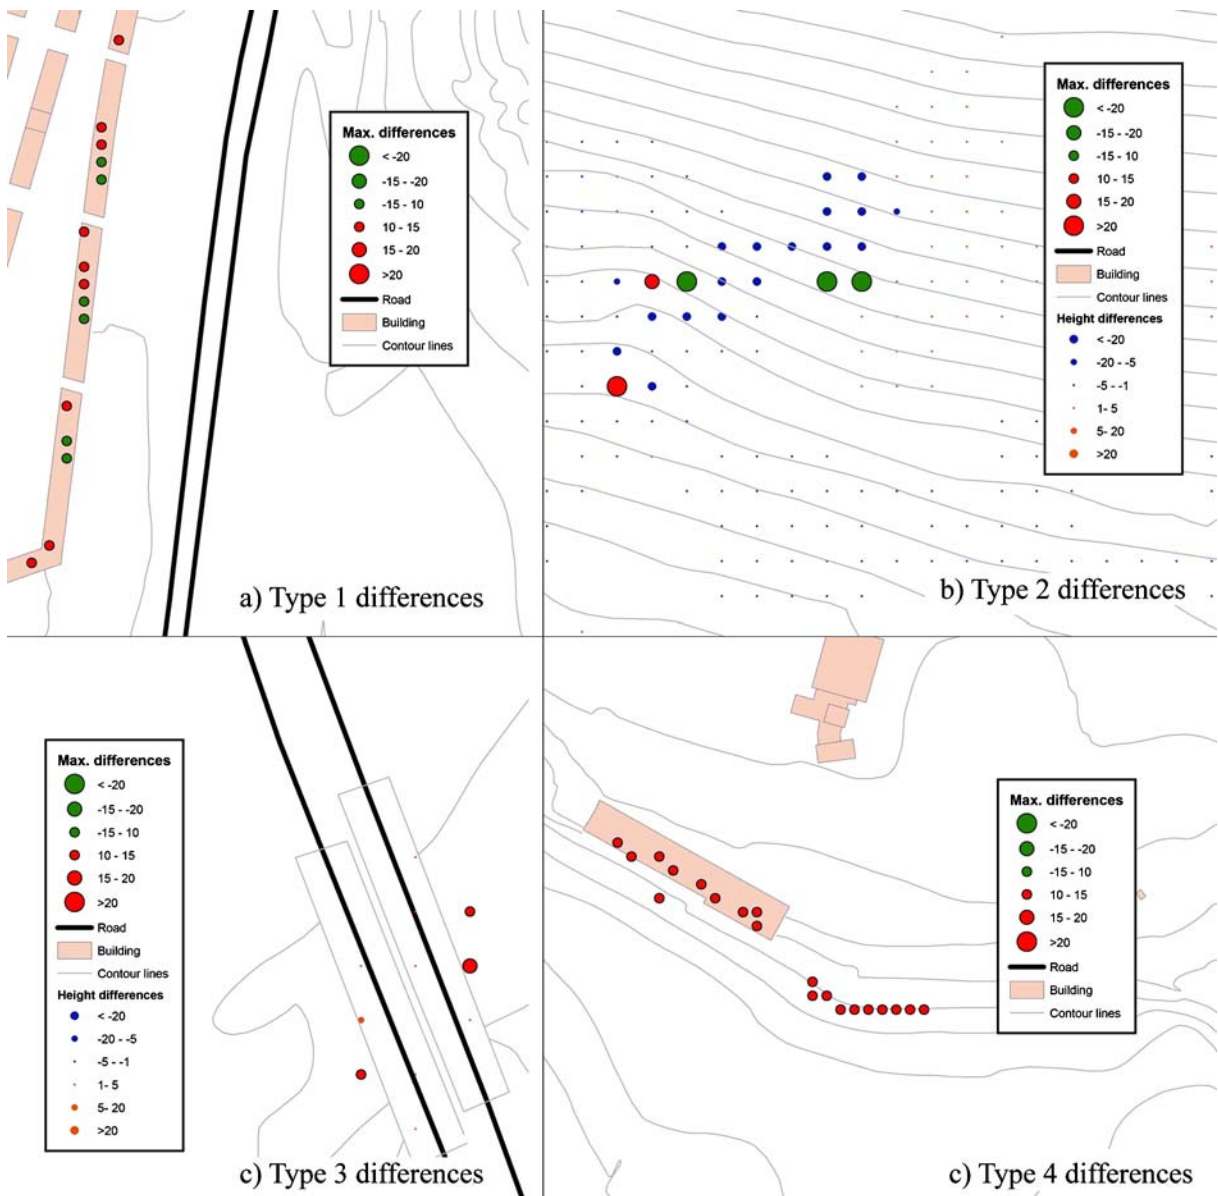 Max. differences
< -20
-15 - -20
-15 - 10
10 - 15
15 - 20
>20
Road
Building
Contour lines
a) Type 1 differences
Max. differences
< -20
-15 - -20
-15 - 10
10 - 15
15 - 20
>20
Road
Building
Contour lines
Height differences
< -20
-20 - -5
-5 - -1
1- 5
5- 20
>20
b) Type 2 differences
Max. differences
< -20
-15 - -20
-15 - 10
10 - 15
15 - 20
>20
Road
Building
Contour lines
Height differences
< -20
-20 - -5
-5 - -1
1- 5
5- 20
>20
c) Type 3 differences
Max. differences
< -20
-15 - -20
-15 - 10
10 - 15
15 - 20
>20
Road
Building
Contour lines
c) Type 4 differences